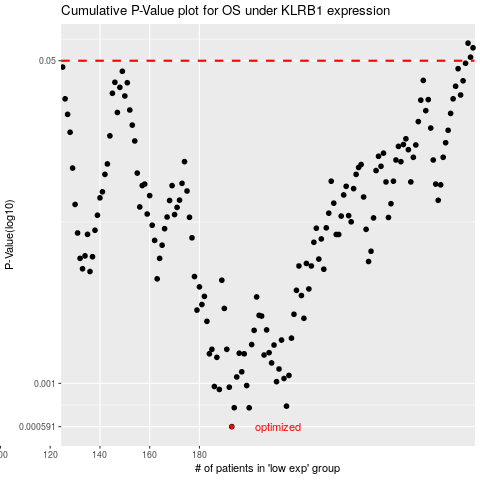 Cumulative P-Value plot for OS under KLRB1 expression
0.05
P-Value(log10)
0.001
0.000591
optimized
00 120 140 160 180
# of patients in 'low exp' group